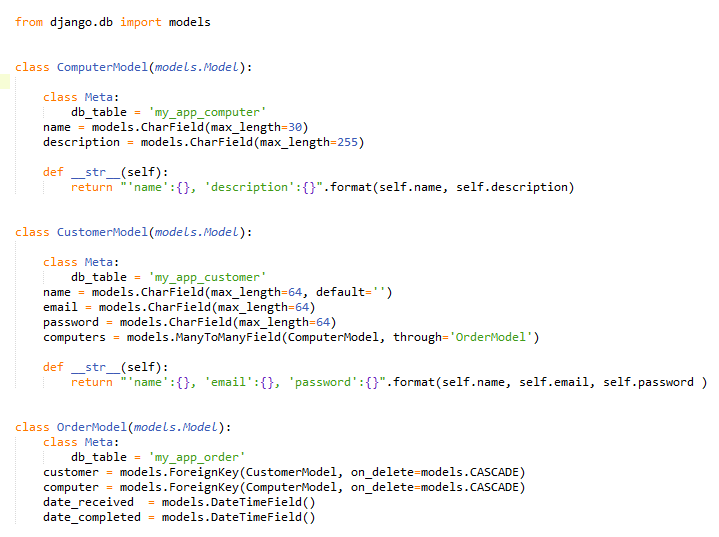 from django.db import models
class ComputerModel(models.Model):
class Meta:
db_table = 'my_app_computer'
name = models.CharField(max_length=30)
description = models.CharField(max_length=255)
def __str__(self):
return "'name':{}, 'description':{}".format(self.name, self.description)
class CustomerModel(models.Model):
class Meta:
db_table = 'my_app_customer'
name = models.CharField(max_length=64, default='')
email = models.CharField(max_length=64)
password = models.CharField(max_length=64)
computers = models.ManyToManyField(ComputerModel, through='OrderModel')
def __str__(self):
return "'name':{}, 'email':{}, 'password':{}".format(self.name, self.email, self.password )
class OrderModel(models.Model):
class Meta:
db_table = 'my_app_order'
customer = models.ForeignKey(CustomerModel, on_delete=models.CASCADE)
computer = models.ForeignKey(ComputerModel, on_delete=models.CASCADE)
date_received  = models.DateTimeField()
date_completed = models.DateTimeField()